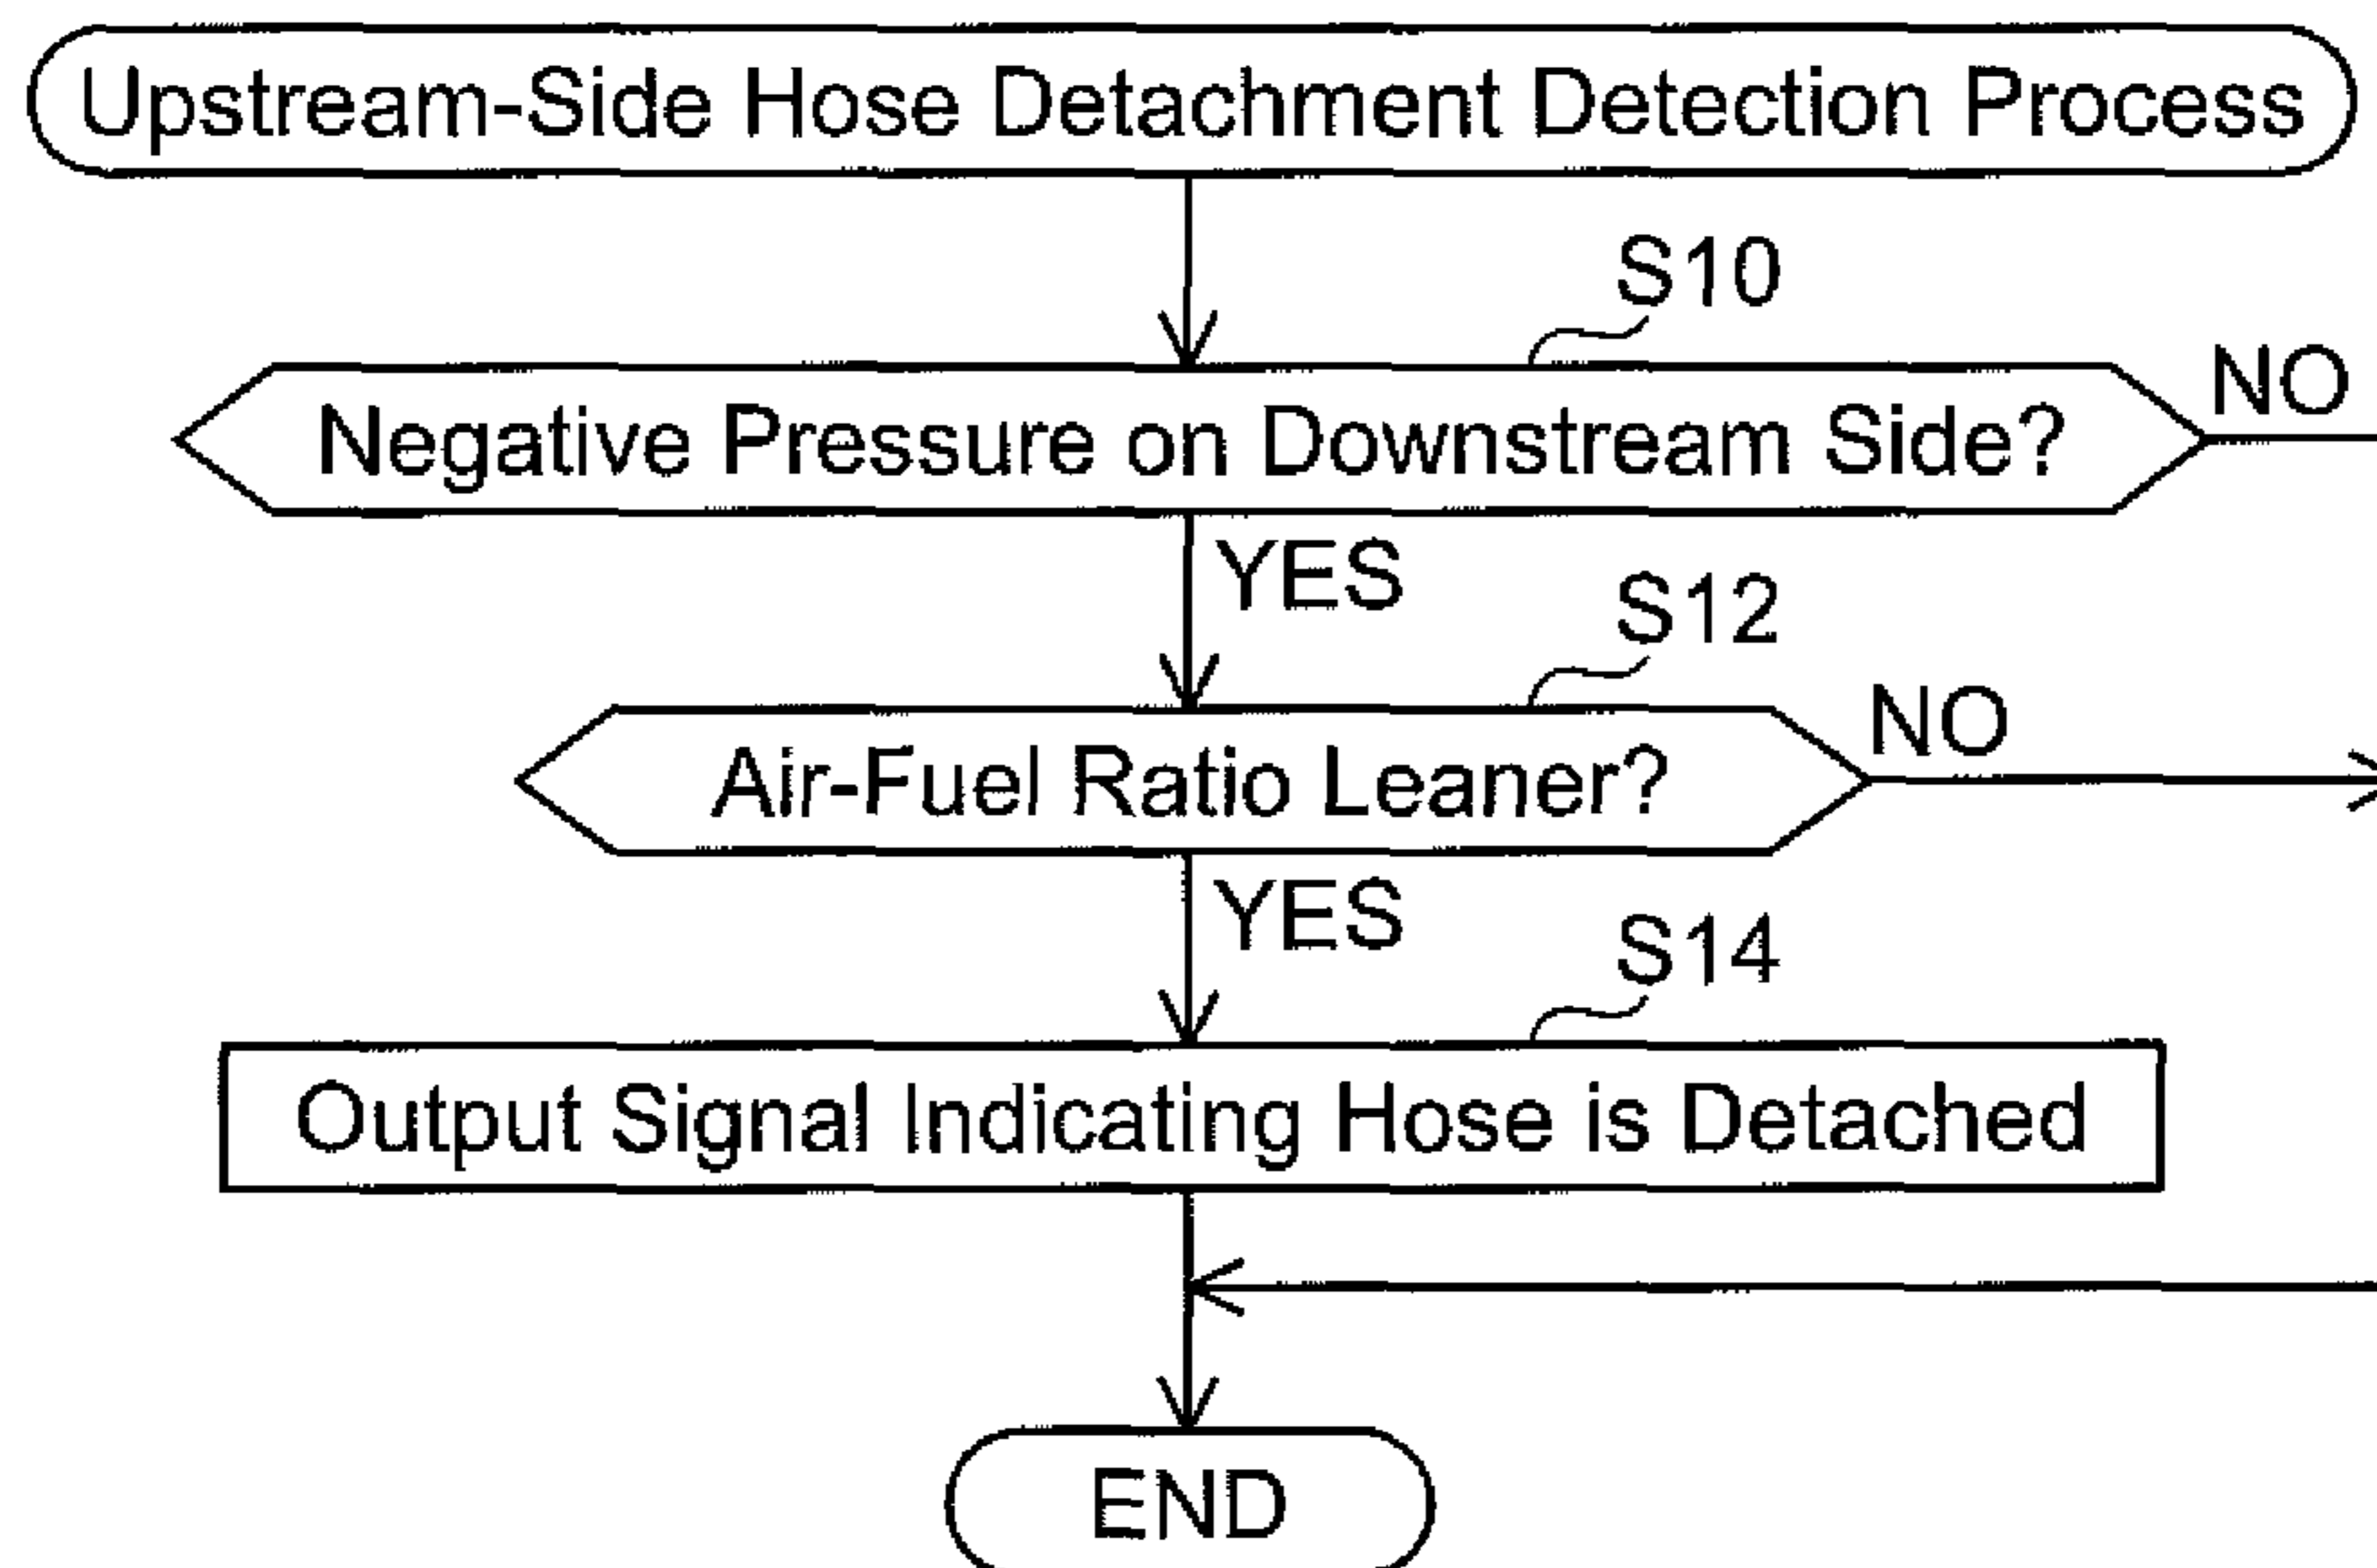 Upstream-Side Hose Detachment Detection Process
S10
Negative Pressure on Downstream Side?
NO
YES
S12
Air-Fuel Ratio Leaner?
NO
YES
S14
Output Signal Indicating Hose is Detached
END